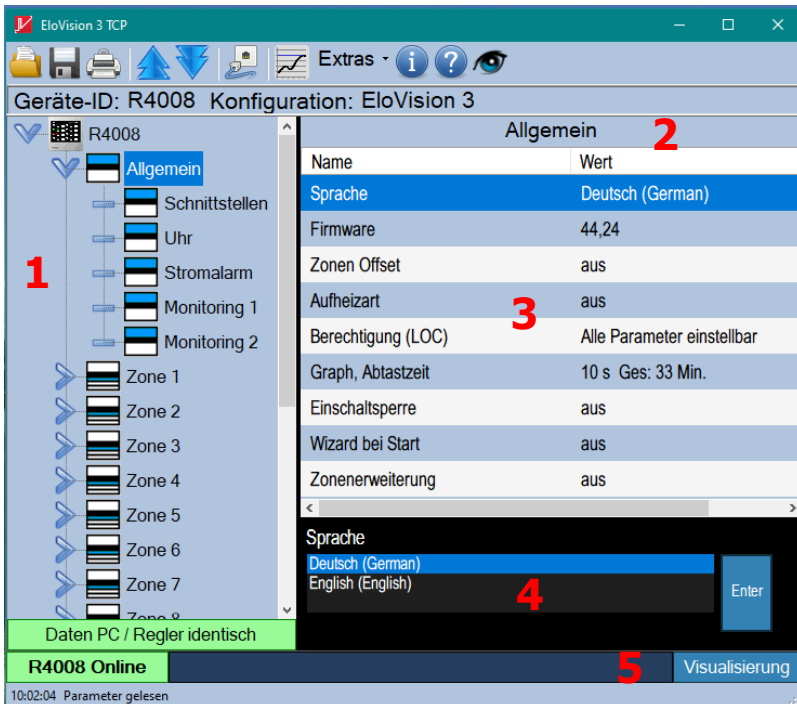 EloVision 3 TCP
Extras
Geräte-ID: R4008 Konfiguration: EloVision 3
R4008
Allgemein
Schnittstellen
Uhr
Stromalarm
Monitoring 1
Monitoring 2
Zone 1
Zone 2
Zone 3
Zone 4
Zone 5
Zone 6
Zone 7
Zone 8
1
Daten PC / Regler identisch
Allgemein 2
Name Wert
Sprache Deutsch (German)
Firmware 44,24
Zonen Offset aus
Aufheizart aus
3
Berechtigung (LOC) Alle Parameter einstellbar
Graph, Abtastzeit 10 s Ges: 33 Min.
Einschaltsperre aus
Wizard bei Start aus
Zonenerweiterung aus
Sprache
Deutsch (German)
English (English)
4
Enter
R4008 Online 5 Visualisierung
10:02:04 Parameter gelesen